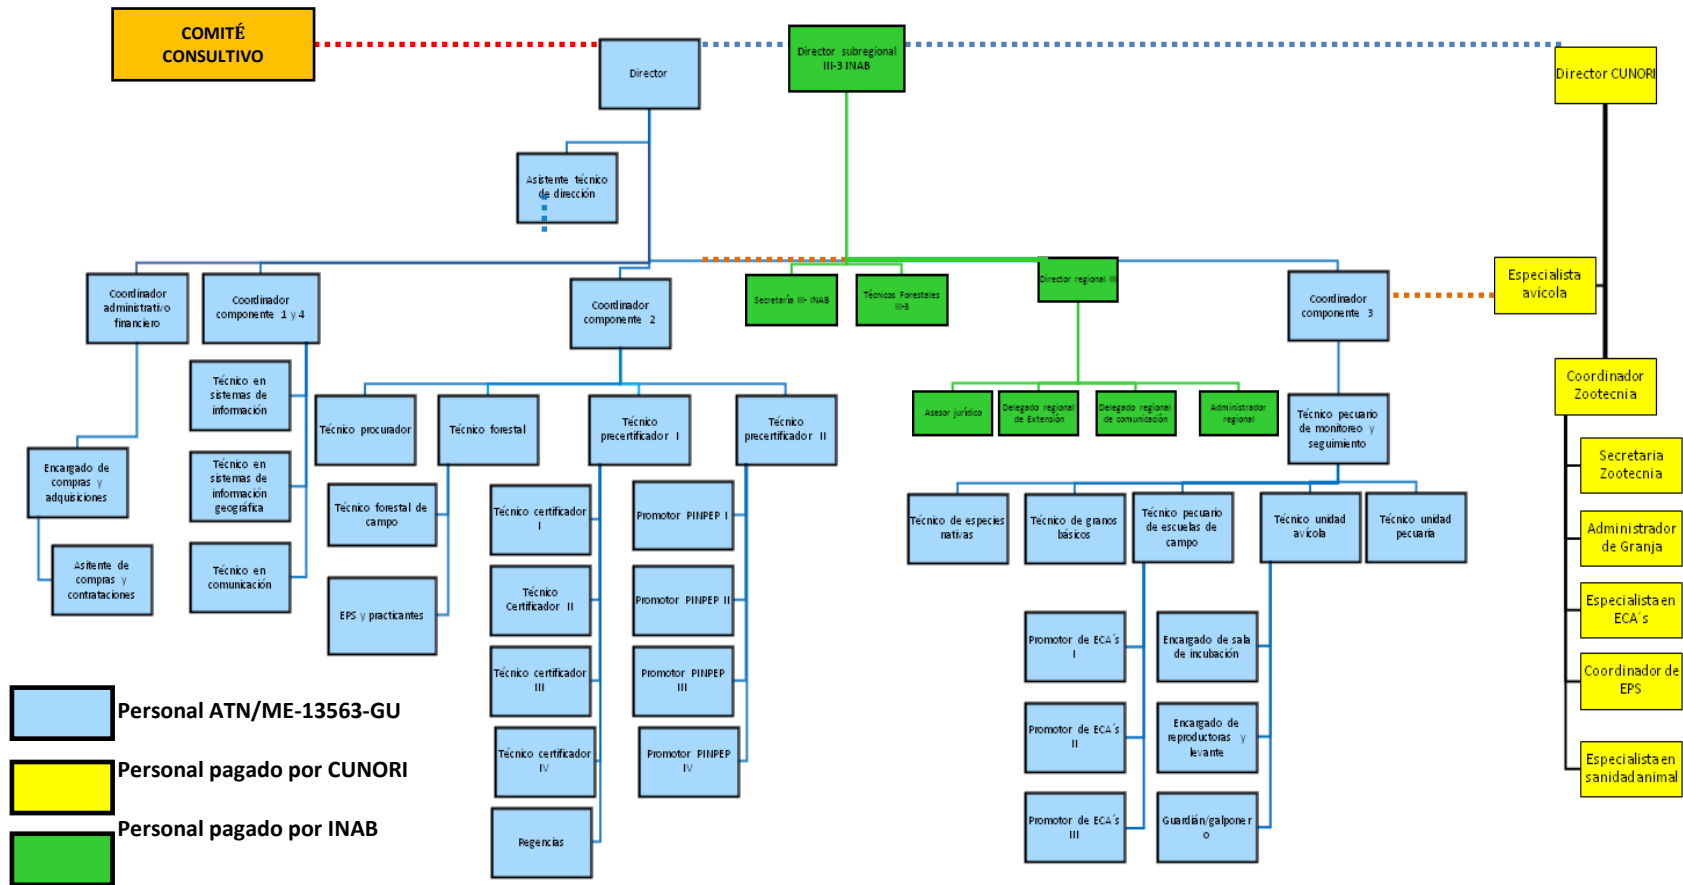 COMITÉ
CONSULTIVO
Director
Director subregional
III-3 INAB
Director CUNORI
Asistente técnico
de dirección
Coordinador
administrativo
financiero
Coordinador
componente 1 y 4
Coordinador
componente 2
Secretaría III- INAB
Técnicos Forestales
III-3
Director regional III
Coordinador
componente 3
Especialista
avícola
Técnico en
sistemas de
información
Técnico procurador
Técnico forestal
Técnico
precertificador I
Técnico
precertificador II
Asesor jurídico
Delegado regional
de Extensión
Delegado regional
de comunicación
Administrador
regional
Técnico pecuario
de monitoreo y
seguimiento
Coordinador
Zootecnia
Encargado de
compras y
adquisiciones
Técnico en
sistemas de
información
geográfica
Técnico forestal de
campo
Técnico certificador
I
Promotor PINPEP I
Técnico de especies
nativas
Técnico de granos
básicos
Técnico pecuario
de escuelas de
campo
Técnico unidad
avícola
Técnico unidad
pecuaria
Secretaria
Zootecnia
Administrador
de Granja
Asitente de
compras y
contrataciones
Técnico en
comunicación
EPS y practicantes
Técnico
Certificador II
Promotor PINPEP II
Promotor de ECA´s
I
Encargado de sala
de incubación
Especialista en
ECA´s
Técnico certificador
III
Promotor PINPEP
III
Promotor de ECA´s
II
Encargado de
reproductoras y
levante
Coordinador de
EPS
Técnico certificador
IV
Promotor PINPEP
IV
Especialista en
sanidad animal
Regencias
Promotor de ECA´s
III
Guardián/galponer
o
Personal ATN/ME-13563-GU
Personal pagado por CUNORI
Personal pagado por INAB